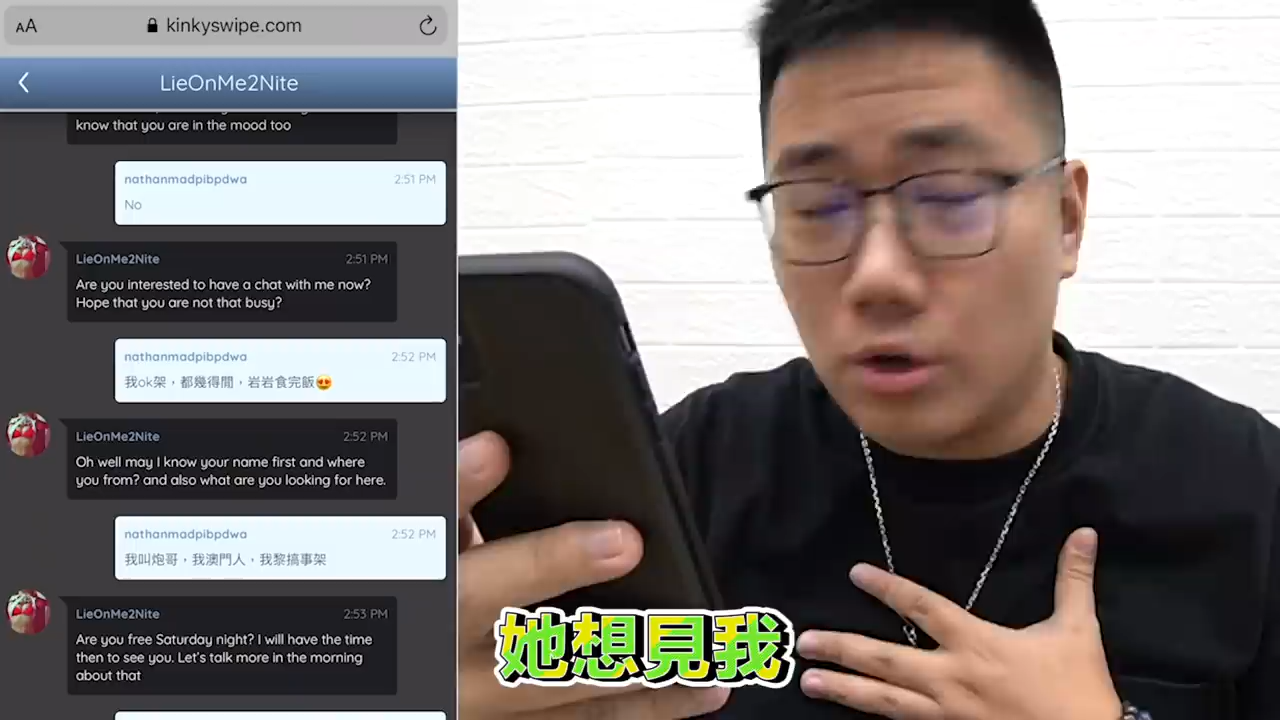 AA
kinkyswipe.com
LieOnMe2Nite
know that you are in the mood too
nathanmadpibpdwa 2:51 PM
No
LieOnMe2Nite 2:51 PM
Are you interested to have a chat with me now?
Hope that you are not that busy?
nathanmadpibpdwa 2:52 PM
我ok架，都幾得閒，岩岩食完飯😍
LieOnMe2Nite 2:52 PM
Oh well may I know your name first and where
you from? and also what are you looking for here.
nathanmadpibpdwa 2:52 PM
我叫炮哥，我澳門人，我黎搞事架
LieOnMe2Nite 2:53 PM
Are you free Saturday night? I will have the time
then to see you. Let's talk more in the morning
about that
她想見我